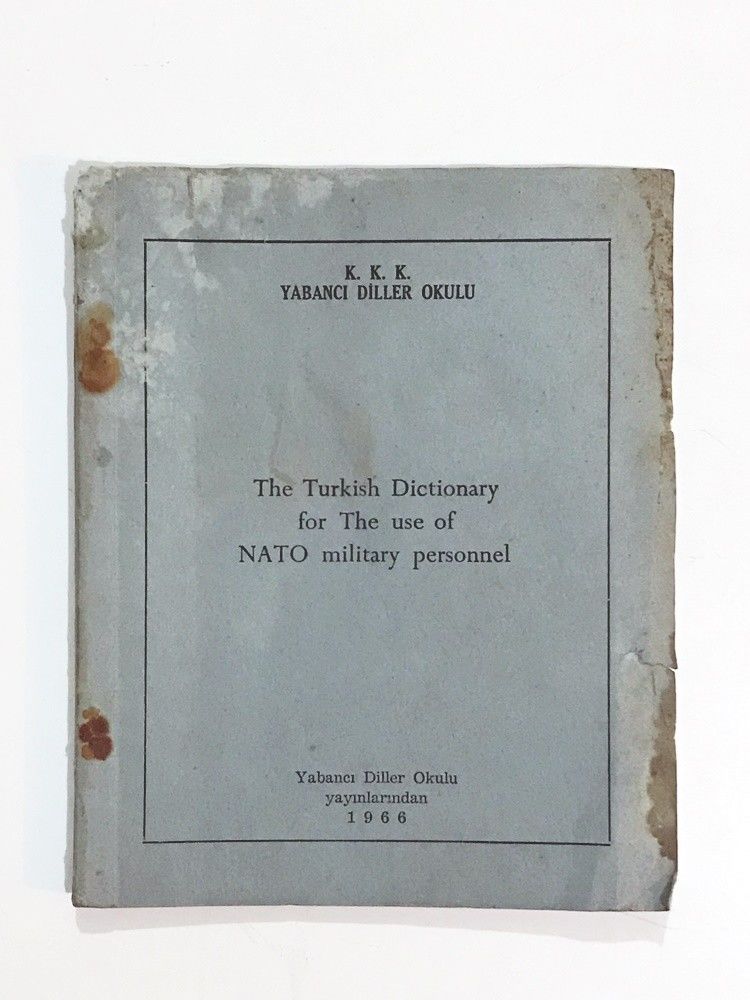 K. K. K.
YABANCI DİLLER OKULU
The Turkish Dictionary
for The use of
NATO military personnel
Yabancı Diller Okulu
yayınlarından
1966